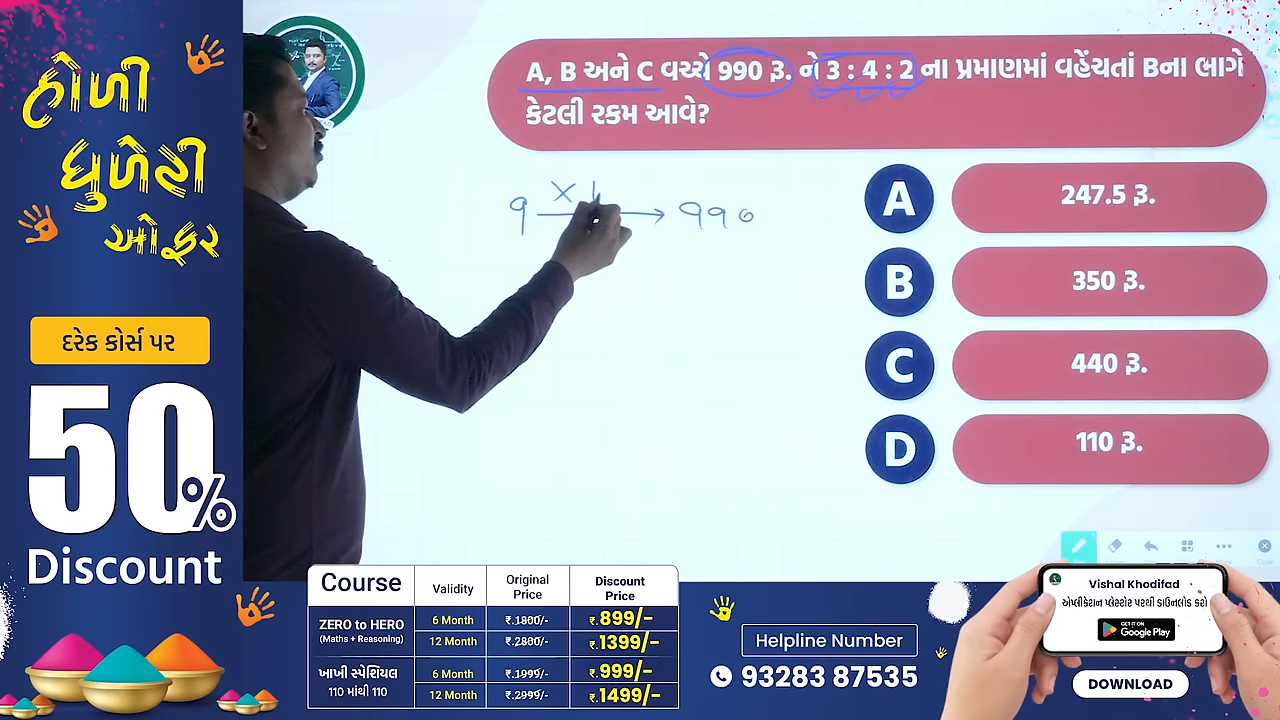 હોળી
ધુળેટી
ઓફર
દરેક કોર્સ પર
50%
Discount
A, B અને C વચ્ચે 990 રૂ. ને 3 : 4 : 2 ના પ્રમાણમાં વહેંચતાં Bના ભાગે
કેટલી રકમ આવે?
9 × 1 → 990
A 247.5 રૂ.
B 350 રૂ.
C 440 રૂ.
D 110 રૂ.
Course Validity Original Price Discount Price
ZERO to HERO (Maths + Reasoning)
6 Month ₹.1800/- ₹.899/-
12 Month ₹.2800/- ₹.1399/-
ખાખી સ્પેશિયલ 110 માંથી 110
6 Month ₹.1999/- ₹.999/-
12 Month ₹.2999/- ₹.1499/-
Helpline Number
93283 87535
Vishal Khodifad
એપ્લીકેશન પ્લેસ્ટોર પરથી ડાઉનલોડ કરો
GET IT ON
Google Play
DOWNLOAD